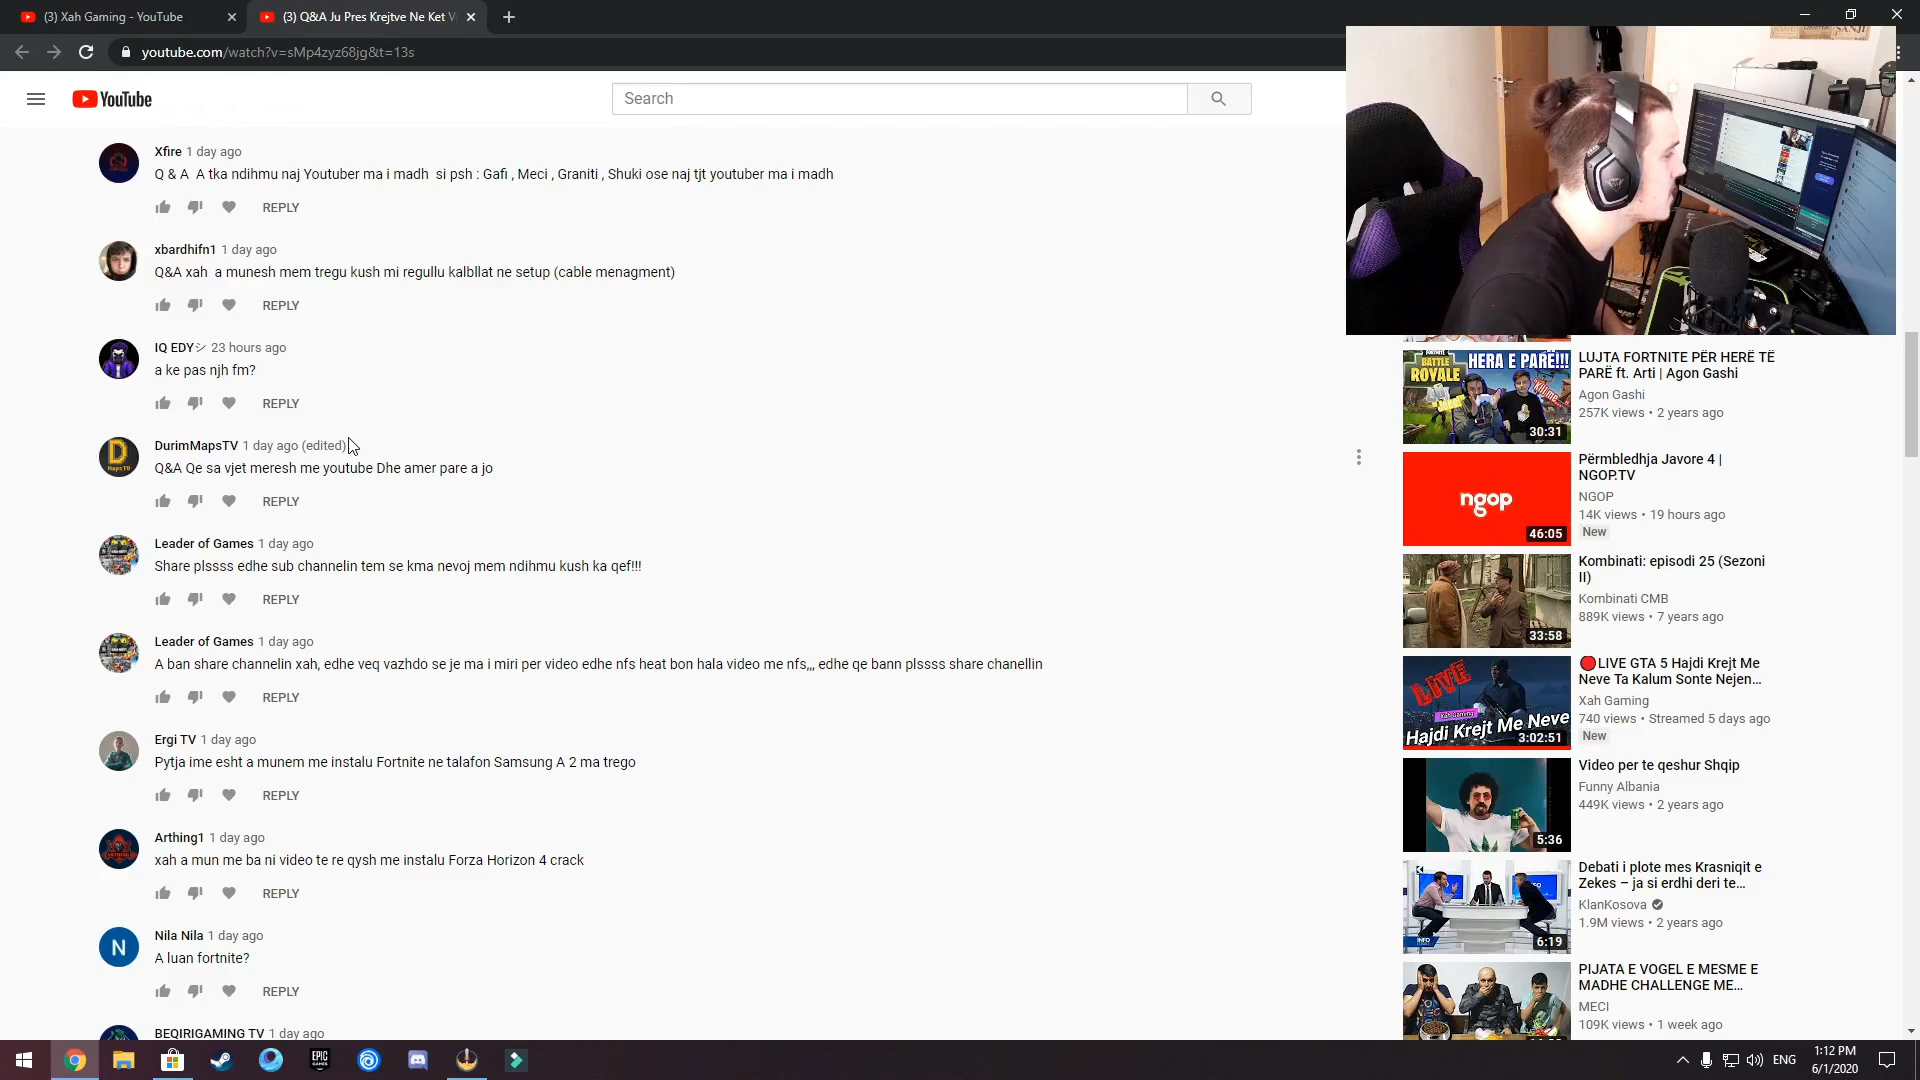 (3) Xah Gaming - YouTube
(3) Q&A Ju Pres Krejtve Ne Ket V
youtube.com/watch?v=sMp4zyz68jg&t=13s
YouTube
Search
Xfire 1 day ago
Q & A A tka ndihmu naj Youtuber ma i madh si psh : Gafi , Meci , Graniti , Shuki ose naj tjt youtuber ma i madh
REPLY
xbardhifn1 1 day ago
Q&A xah a munesh mem tregu kush mi regullu kalbllat ne setup (cable menagment)
REPLY
IQ EDYシ 23 hours ago
a ke pas njh fm?
REPLY
DurimMapsTV 1 day ago (edited)
Q&A Qe sa vjet meresh me youtube Dhe amer pare a jo
REPLY
Leader of Games 1 day ago
Share plssss edhe sub channelin tem se kma nevoj mem ndihmu kush ka qef!!!
REPLY
Leader of Games 1 day ago
A ban share channelin xah, edhe veq vazhdo se je ma i miri per video edhe nfs heat bon hala video me nfs,,, edhe qe bann plssss share chanellin
REPLY
Ergi TV 1 day ago
Pytja ime esht a munem me instalu Fortnite ne talafon Samsung A 2 ma trego
REPLY
Arthing1 1 day ago
xah a mun me ba ni video te re qysh me instalu Forza Horizon 4 crack
REPLY
N
Nila Nila 1 day ago
A luan fortnite?
REPLY
BEQIRIGAMING TV 1 day ago
BATTLE ROYALE
HERA E PARË!!!
30:31
LUJTA FORTNITE PËR HERË TË
PARË ft. Arti | Agon Gashi
Agon Gashi
257K views • 2 years ago
ngop
46:05
Përmbledhja Javore 4 |
NGOP.TV
NGOP
14K views • 19 hours ago
New
33:58
Kombinati: episodi 25 (Sezoni
II)
Kombinati CMB
889K views • 7 years ago
LIVE
Xah Gaming
Hajdi Krejt Me Neve
3:02:51
LIVE GTA 5 Hajdi Krejt Me
Neve Ta Kalum Sonte Nejen...
Xah Gaming
740 views • Streamed 5 days ago
New
5:36
Video per te qeshur Shqip
Funny Albania
449K views • 2 years ago
6:19
Debati i plote mes Krasniqit e
Zekes – ja si erdhi deri te...
KlanKosova
1.9M views • 2 years ago
PIJATA E VOGEL E MESME E
MADHE CHALLENGE ME...
MECI
109K views • 1 week ago
EPIC GAMES
ENG
1:12 PM
6/1/2020